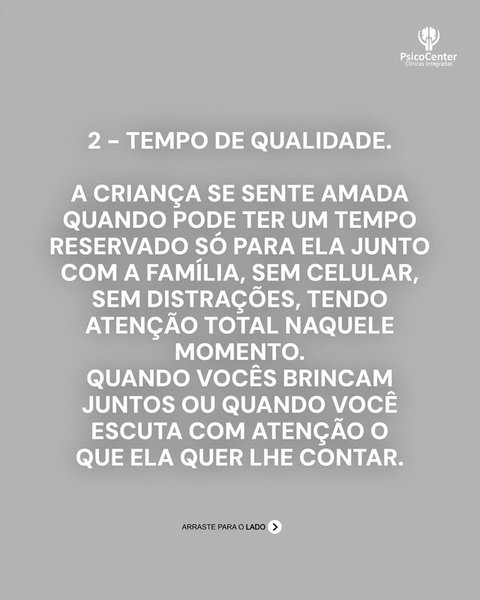 PsicoCenter
Clínicas Integradas
2 - TEMPO DE QUALIDADE.
A CRIANÇA SE SENTE AMADA
QUANDO PODE TER UM TEMPO
RESERVADO SÓ PARA ELA JUNTO
COM A FAMÍLIA, SEM CELULAR,
SEM DISTRAÇÕES, TENDO
ATENÇÃO TOTAL NAQUELE
MOMENTO.
QUANDO VOCÊS BRINCAM
JUNTOS OU QUANDO VOCÊ
ESCUTA COM ATENÇÃO O
QUE ELA QUER LHE CONTAR.
ARRASTE PARA O LADO